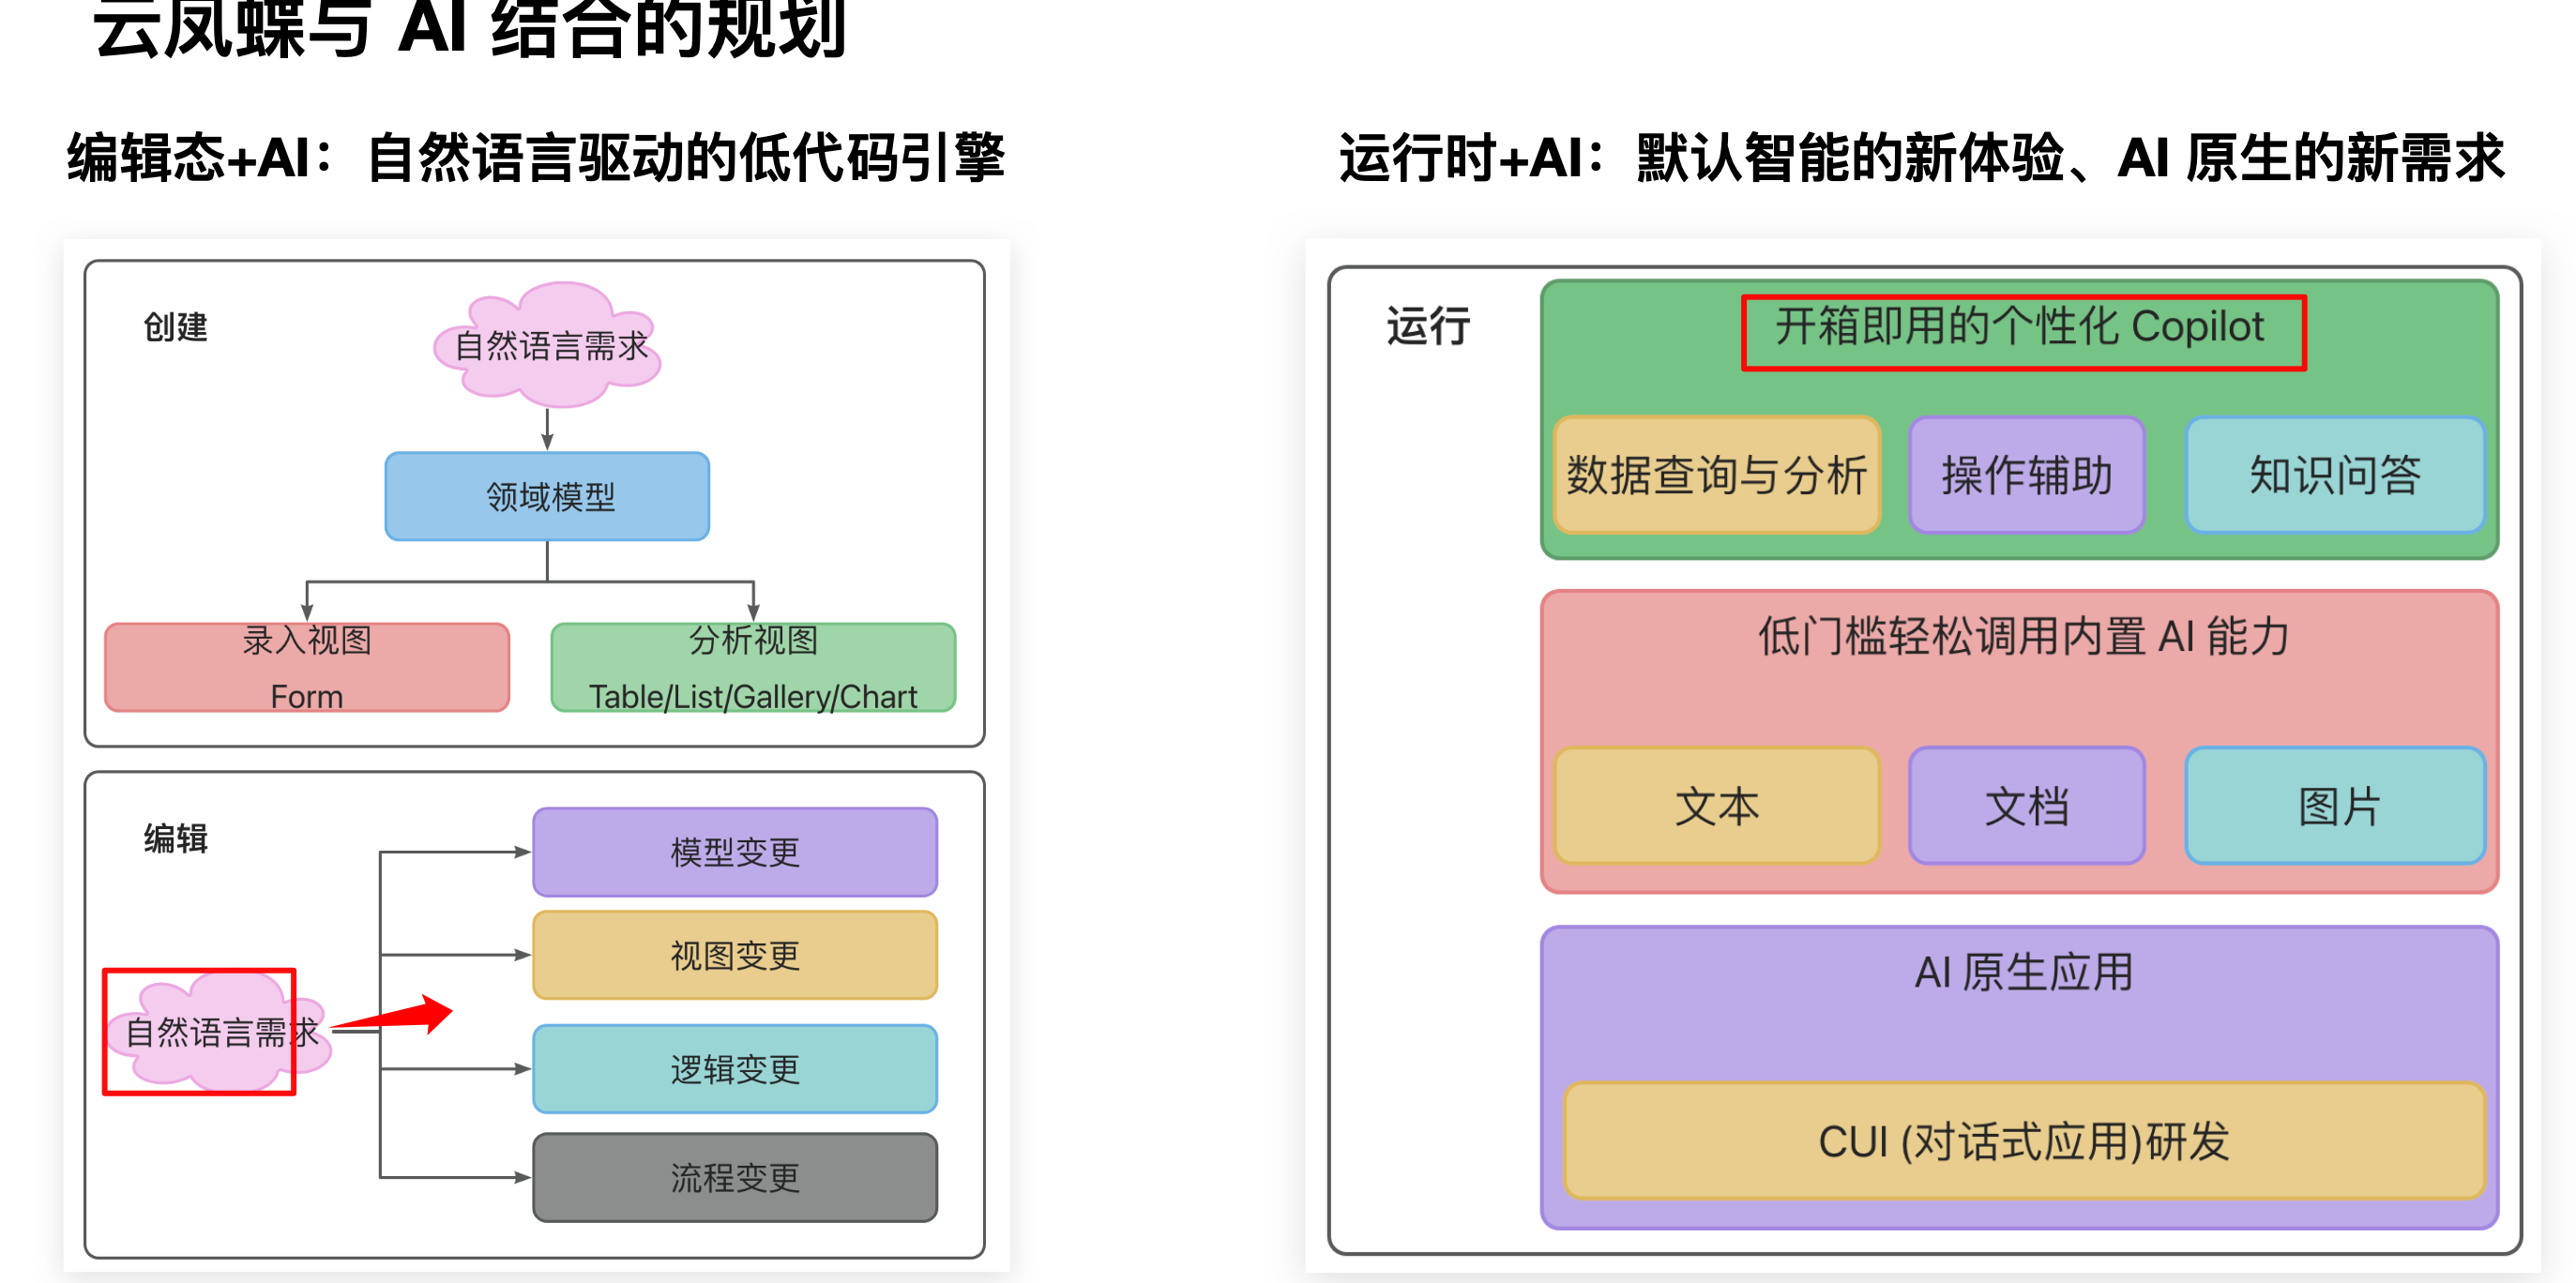 云凤蝶与 AI 结合的规划
编辑态+AI：自然语言驱动的低代码引擎
创建
自然语言需求
领域模型
录入视图
Form
分析视图
Table/List/Gallery/Chart
编辑
模型变更
视图变更
自然语言需求
逻辑变更
流程变更
运行时+AI：默认智能的新体验、AI 原生的新需求
运行
开箱即用的个性化 Copilot
数据查询与分析
操作辅助
知识问答
低门槛轻松调用内置 AI 能力
文本
文档
图片
AI 原生应用
CUI (对话式应用)研发